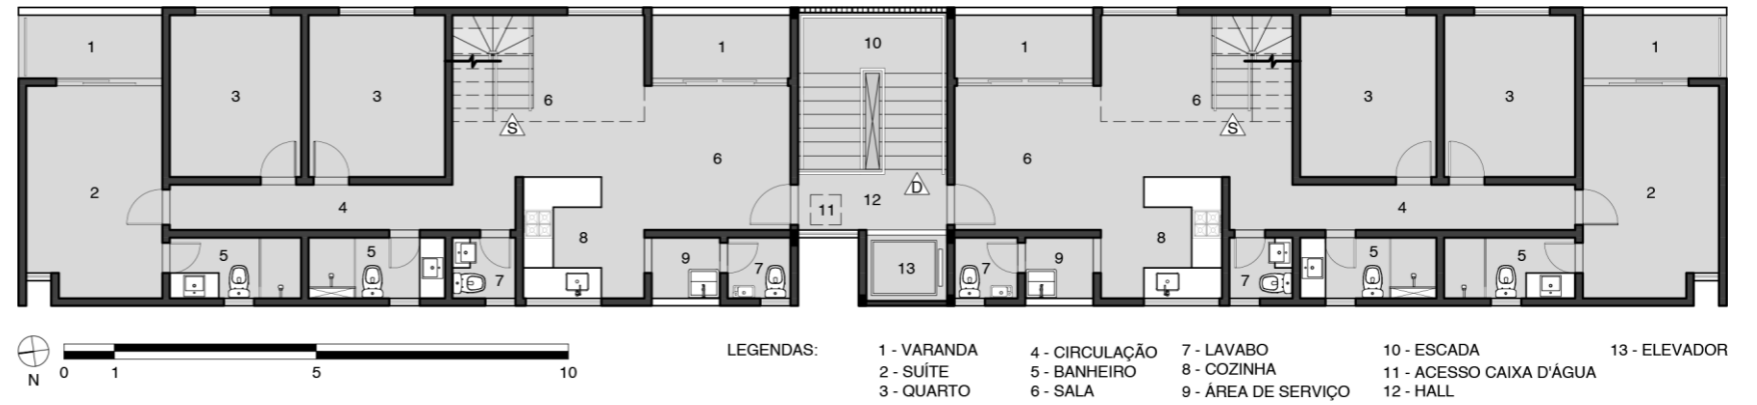 1 1 10 1 1
3 3 6 6 3 3
S S
6 6
2 4 11 12 D 4 2
5 5 7 8 9 7 13 7 9 8 7 5 5
N 0 1 5 10
LEGENDAS:
1 - VARANDA
2 - SUÍTE
3 - QUARTO
4 - CIRCULAÇÃO
5 - BANHEIRO
6 - SALA
7 - LAVABO
8 - COZINHA
9 - ÁREA DE SERVIÇO
10 - ESCADA
11 - ACESSO CAIXA D'ÁGUA
12 - HALL
13 - ELEVADOR